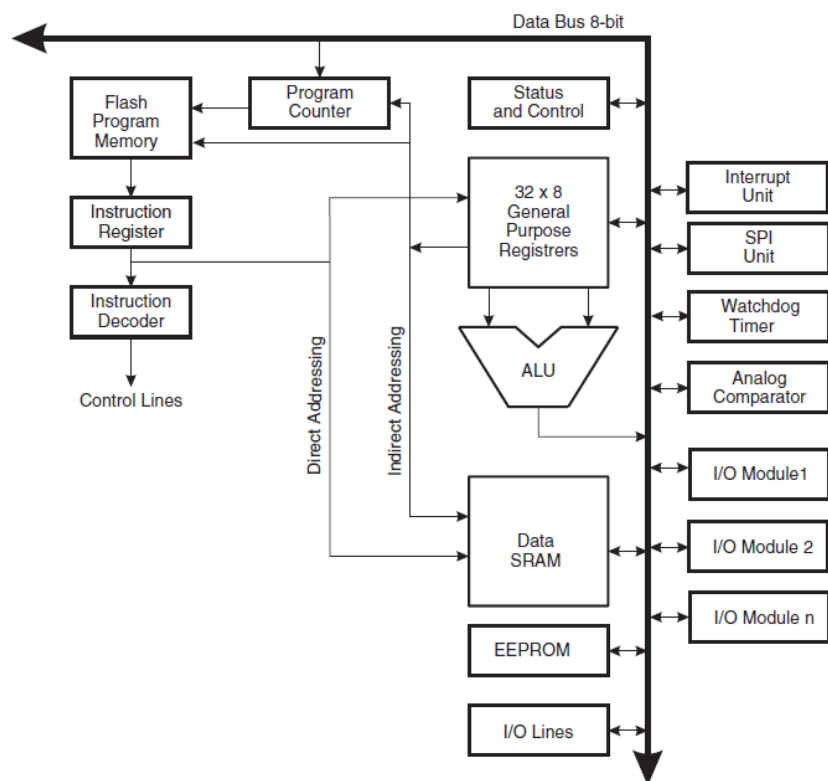 Data Bus 8-bit
Flash
Program
Memory
Program
Counter
Status
and Control
Interrupt
Unit
32 x 8
General
Purpose
Registrers
Instruction
Register
SPI
Unit
Instruction
Decoder
Watchdog
Timer
Control Lines
Direct Addressing
Indirect Addressing
ALU
Analog
Comparator
I/O Module1
Data
SRAM
I/O Module 2
I/O Module n
EEPROM
I/O Lines